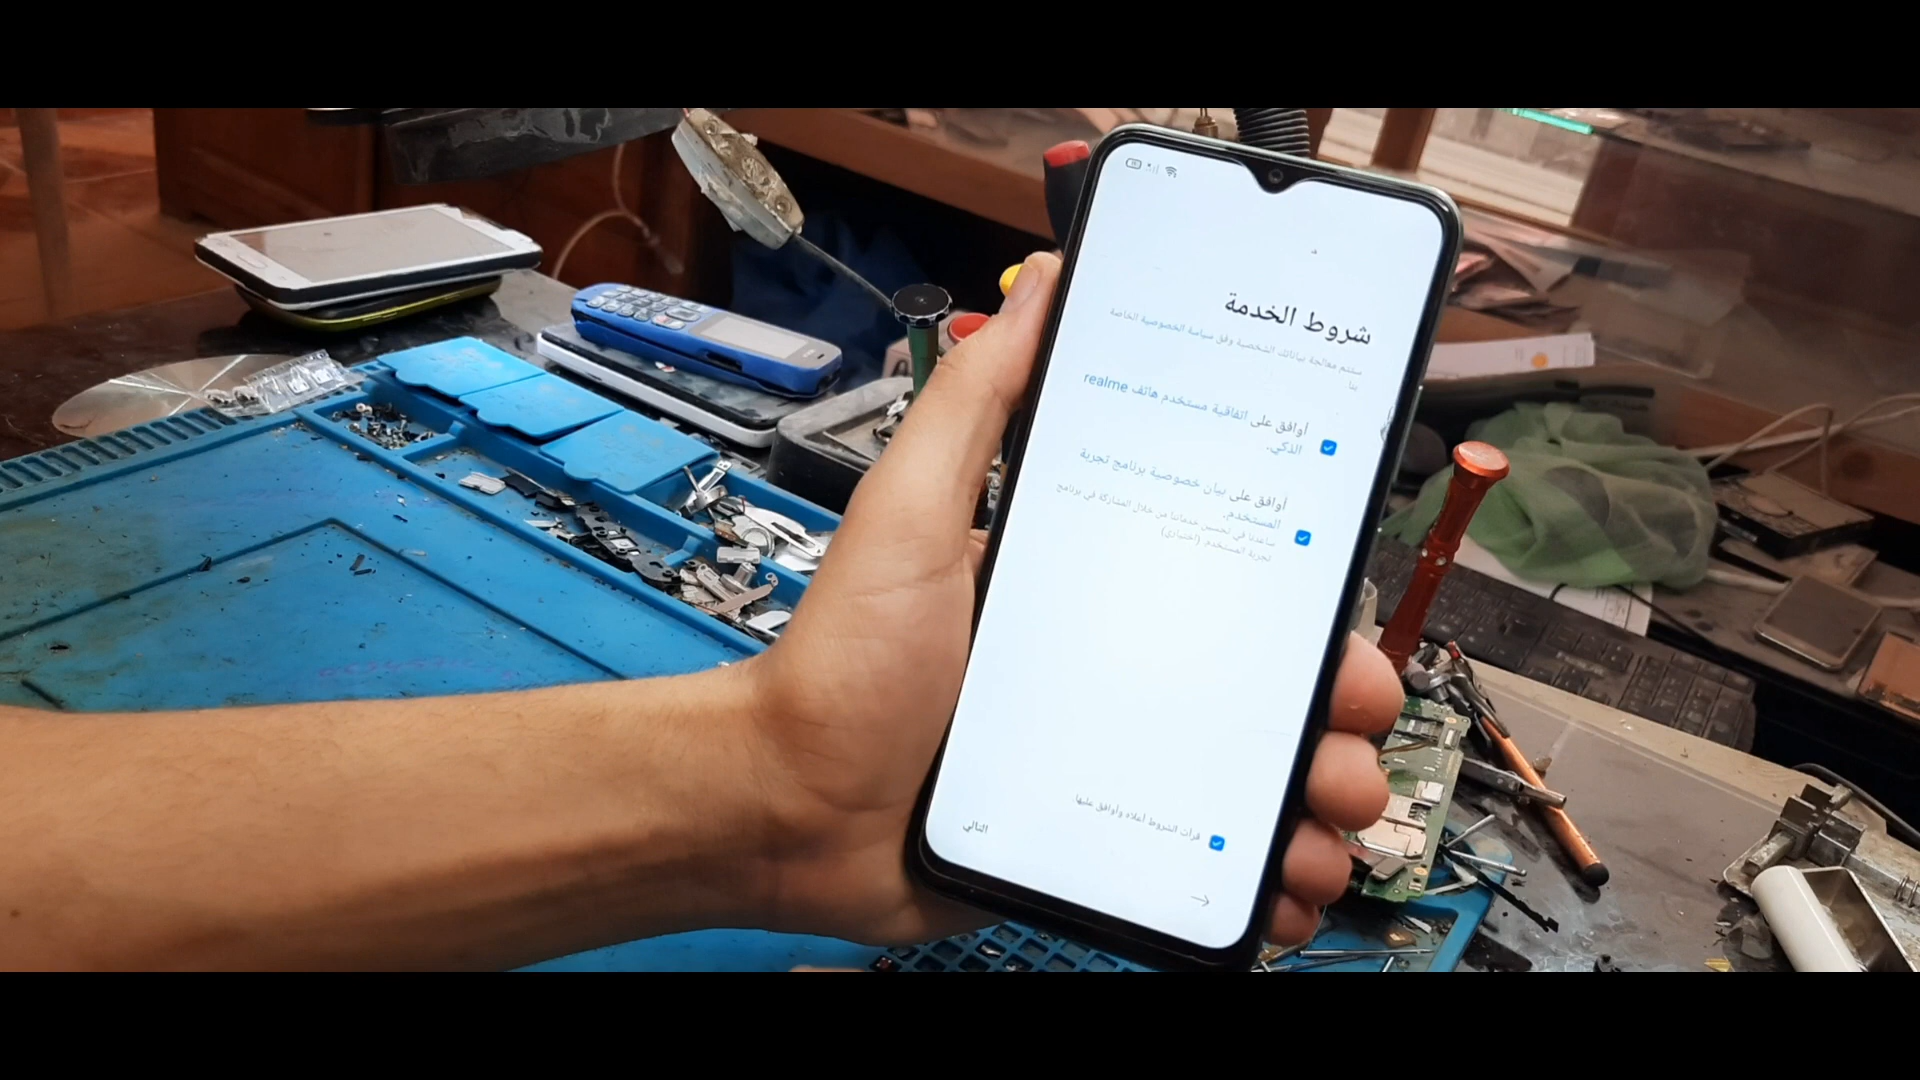 شروط الخدمة
ستتم معالجة بياناتك الشخصية وفق سياسة الخصوصية الخاصة
بنا
أوافق على اتفاقية مستخدم هاتف realme
الذكي.
أوافق على بيان خصوصية برنامج تجربة
المستخدم.
ساعدنا في تحسين خدماتنا من خلال المشاركة في برنامج
تجربة المستخدم. (اختياري)
قرأت الشروط أعلاه وأوافق عليها
التالي